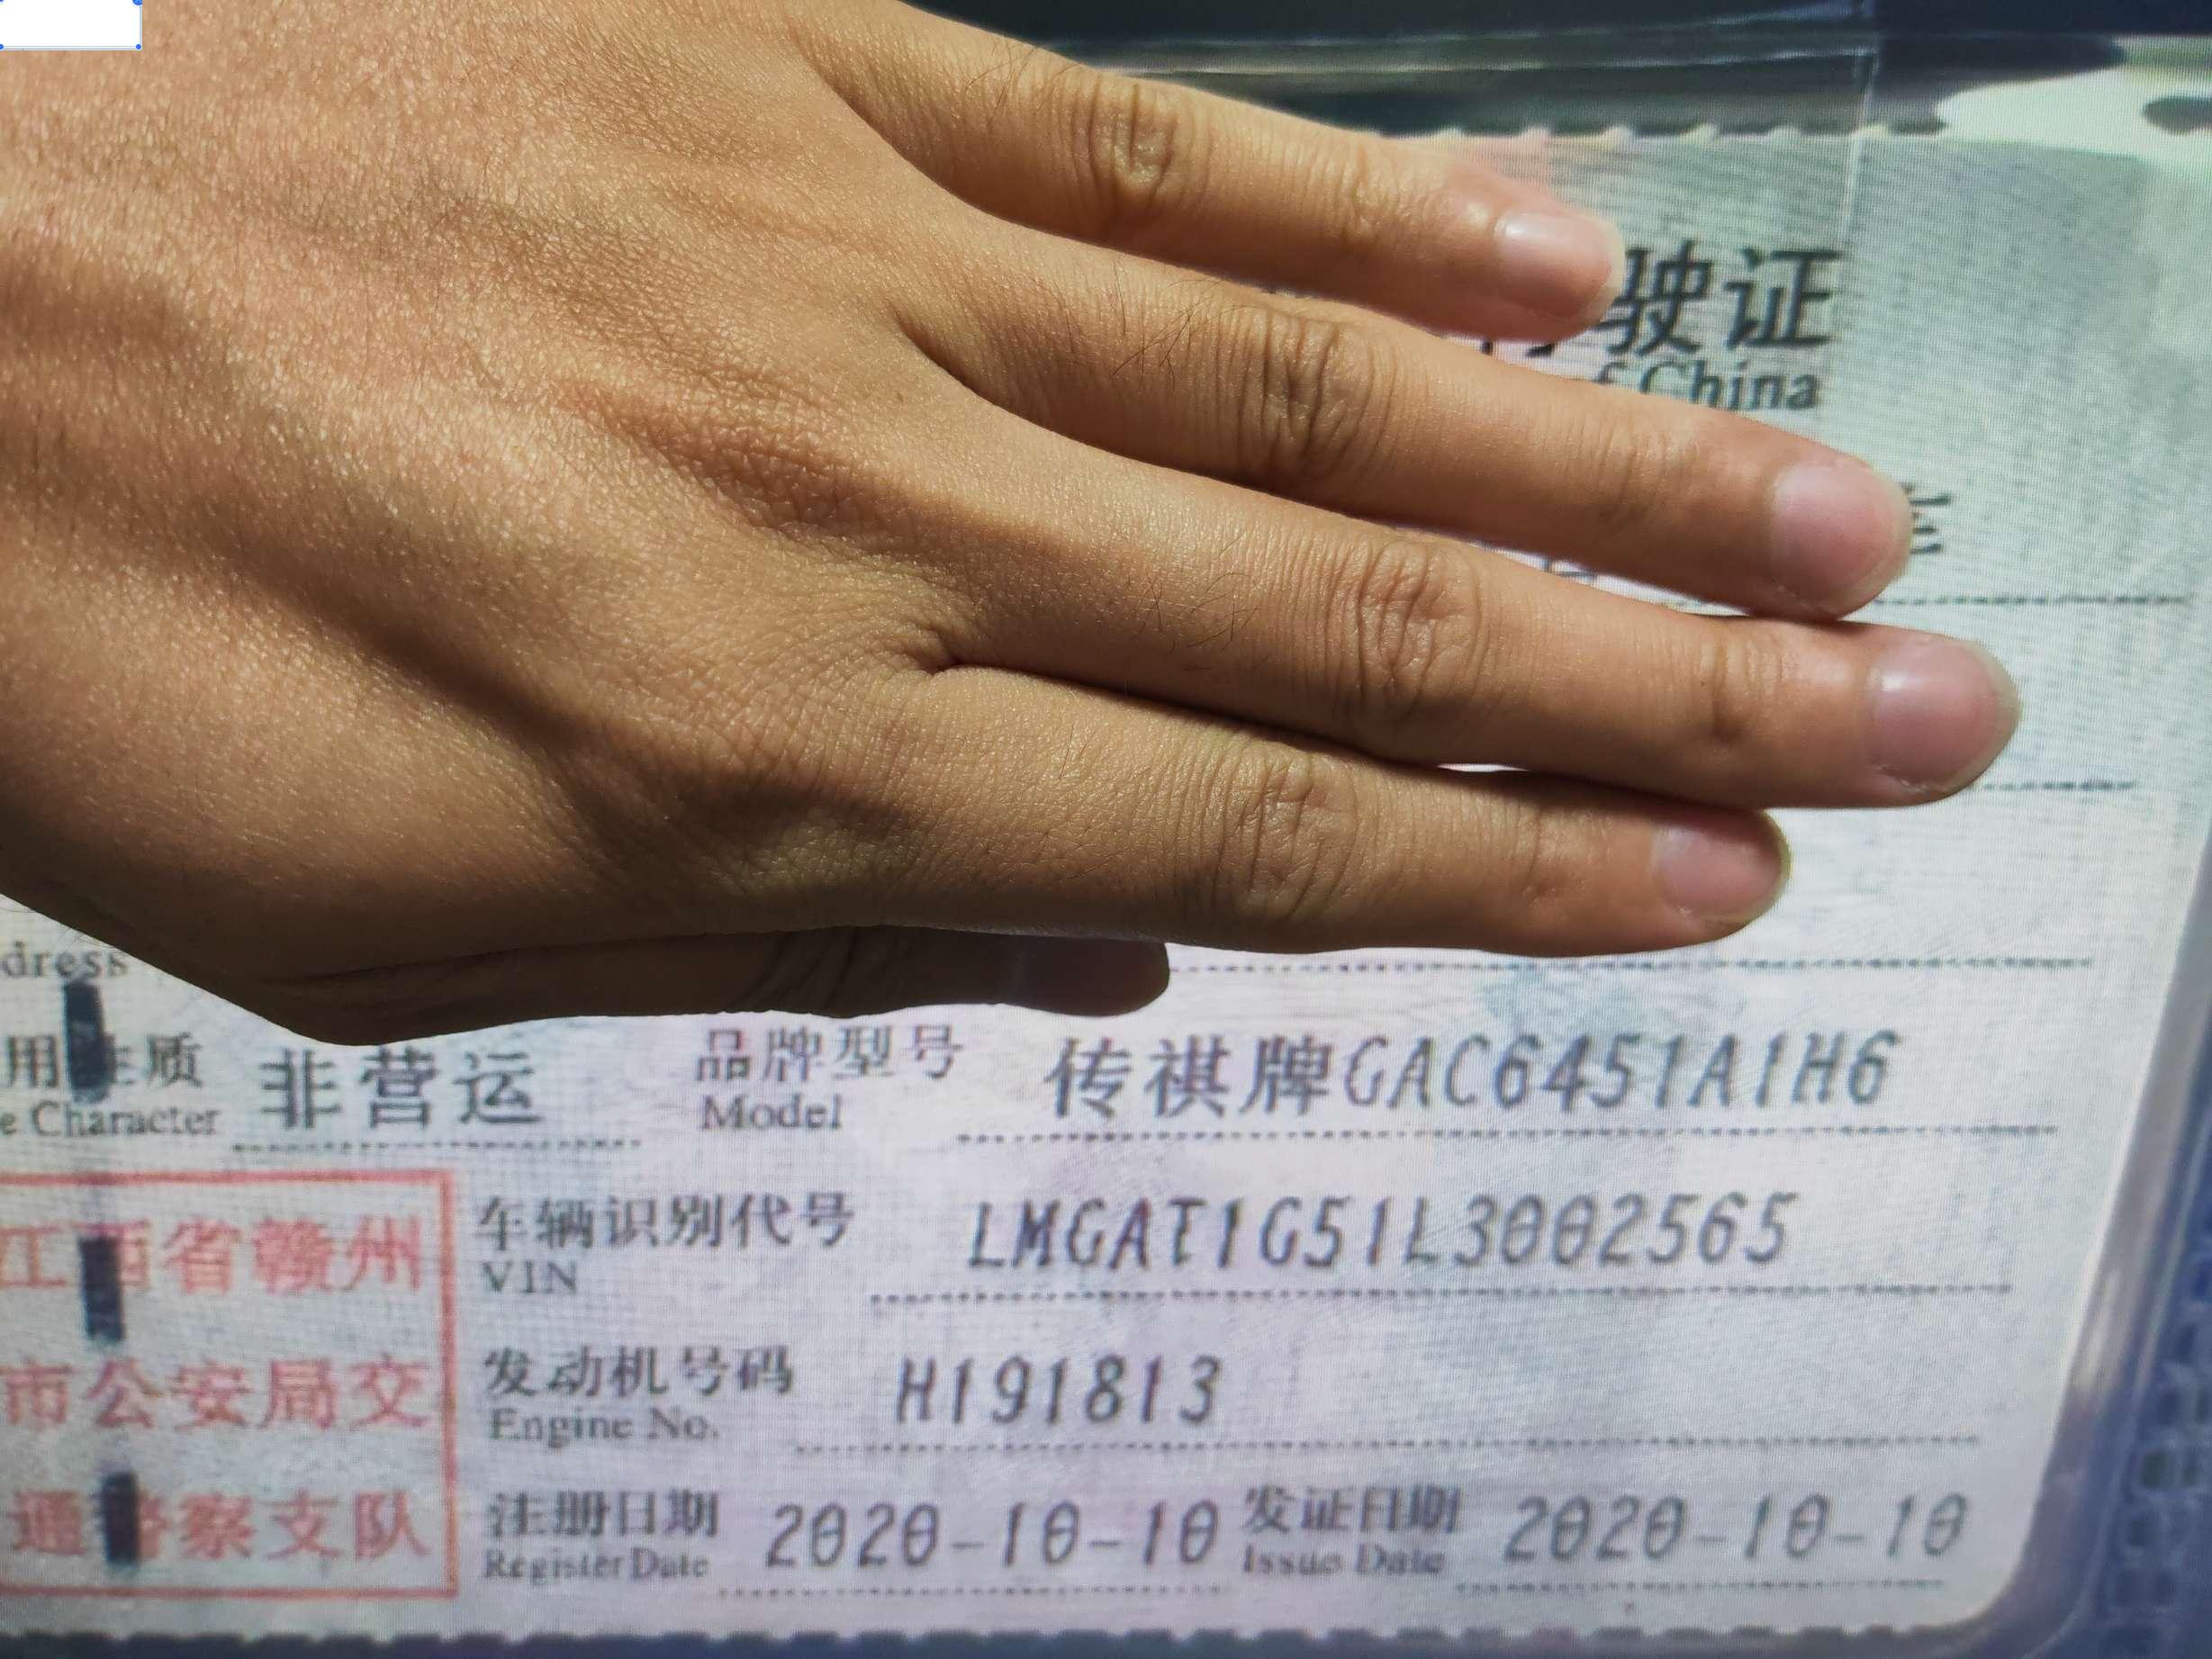 驶证
f China
dress
用性质 非营运 品牌型号 传祺牌GAC6451A1H6
e Character Model
江西省赣州
市公安局交
通警察支队
车辆识别代号 LMGAT1G51L3002565
VIN
发动机号码 H191813
Engine No.
注册日期 2020-10-10 发证日期 2020-10-10
Register Date Issue Date